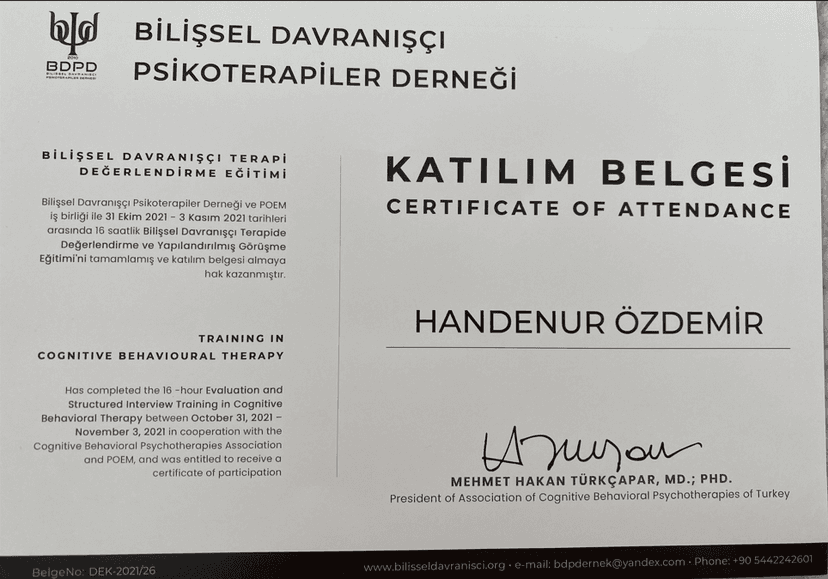 BİLİŞSEL DAVRANIŞÇI
PSİKOTERAPİLER DERNEĞİ
BDPD
BİLİŞSEL DAVRANIŞÇI TERAPİ
DEĞERLENDİRME EĞİTİMİ
Bilişsel Davranışçı Psikoterapiler Derneği ve POEM
iş birliği ile 31 Ekim 2021 - 3 Kasım 2021 tarihleri
arasında 16 saatlik Bilişsel Davranışçı Terapide
Değerlendirme ve Yapılandırılmış Görüşme
Eğitimi'ni tamamlamış ve katılım belgesi almaya
hak kazanmıştır.
TRAINING IN
COGNITIVE BEHAVIOURAL THERAPY
Has completed the 16 -hour Evaluation and
Structured Interview Training in Cognitive
Behavioral Therapy between October 31, 2021 –
November 3, 2021 in cooperation with the
Cognitive Behavioral Psychotherapies Association
and POEM, and was entitled to receive a
certificate of participation
KATILIM BELGESİ
CERTIFICATE OF ATTENDANCE
HANDENUR ÖZDEMİR
MEHMET HAKAN TÜRKÇAPAR, MD.; PHD.
President of Association of Cognitive Behavioral Psychotherapies of Turkey
BelgeNo: DEK-2021/26
www.bilisseldavranisci.org • e-mail: bdpdernek@yandex.com • Phone: +90 5442242601